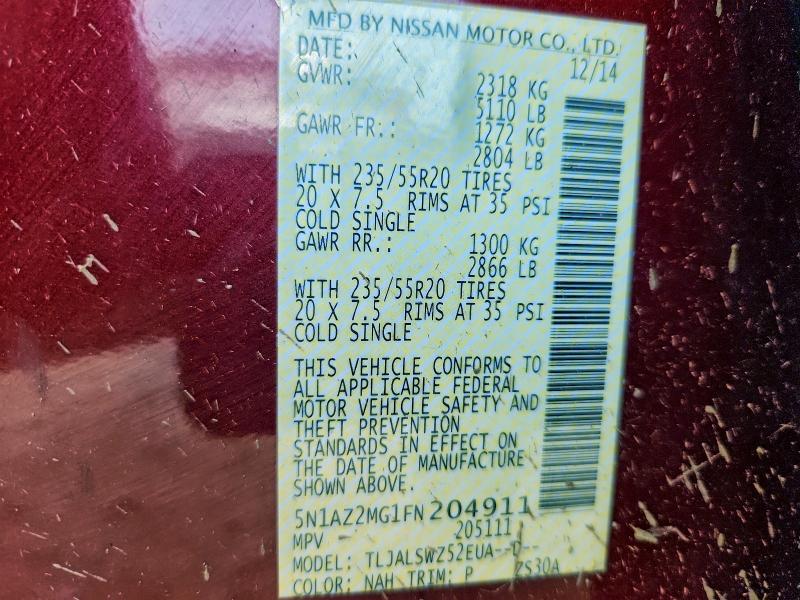 MFD BY NISSAN MOTOR CO., LTD.
DATE: 12/14
GVWR: 2318 KG
5110 LB
GAWR FR.: 1272 KG
2804 LB
WITH 235/55R20 TIRES
20 X 7.5 RIMS AT 35 PSI
COLD SINGLE
GAWR RR.: 1300 KG
2866 LB
WITH 235/55R20 TIRES
20 X 7.5 RIMS AT 35 PSI
COLD SINGLE
THIS VEHICLE CONFORMS TO
ALL APPLICABLE FEDERAL
MOTOR VEHICLE SAFETY AND
THEFT PREVENTION
STANDARDS IN EFFECT ON
THE DATE OF MANUFACTURE
SHOWN ABOVE.
5N1AZ2MG1FN204911
MPV 205111
MODEL: TLJALSWZ52EUA--D--
COLOR: NAH TRIM: P ZS30A